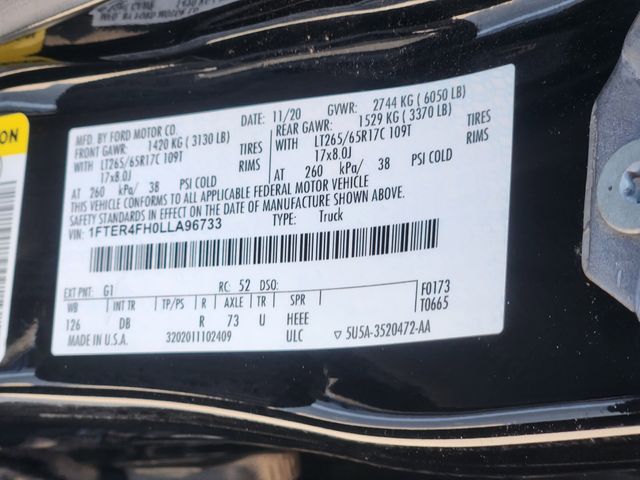 ON
MFD. BY FORD MOTOR CO.
DATE: 11/20 GVWR: 2744 KG ( 6050 LB)
FRONT GAWR: 1420 KG ( 3130 LB)
WITH LT265/65R17C 109T TIRES
17x8.0J RIMS
AT 260 kPa/ 38 PSI COLD
REAR GAWR: 1529 KG ( 3370 LB)
WITH LT265/65R17C 109T TIRES
17x8.0J RIMS
AT 260 kPa/ 38 PSI COLD
THIS VEHICLE CONFORMS TO ALL APPLICABLE FEDERAL MOTOR VEHICLE
SAFETY STANDARDS IN EFFECT ON THE DATE OF MANUFACTURE SHOWN ABOVE.
VIN: 1FTER4FH0LLA96733 TYPE: Truck
EXT PNT: G1 RC: 52 DSO: F0173
WB INT TR TP/PS R AXLE TR SPR T0665
126 DB R 73 U HEEE
MADE IN U.S.A. 3202011102409 ULC ▽ 5U5A-3520472-AA